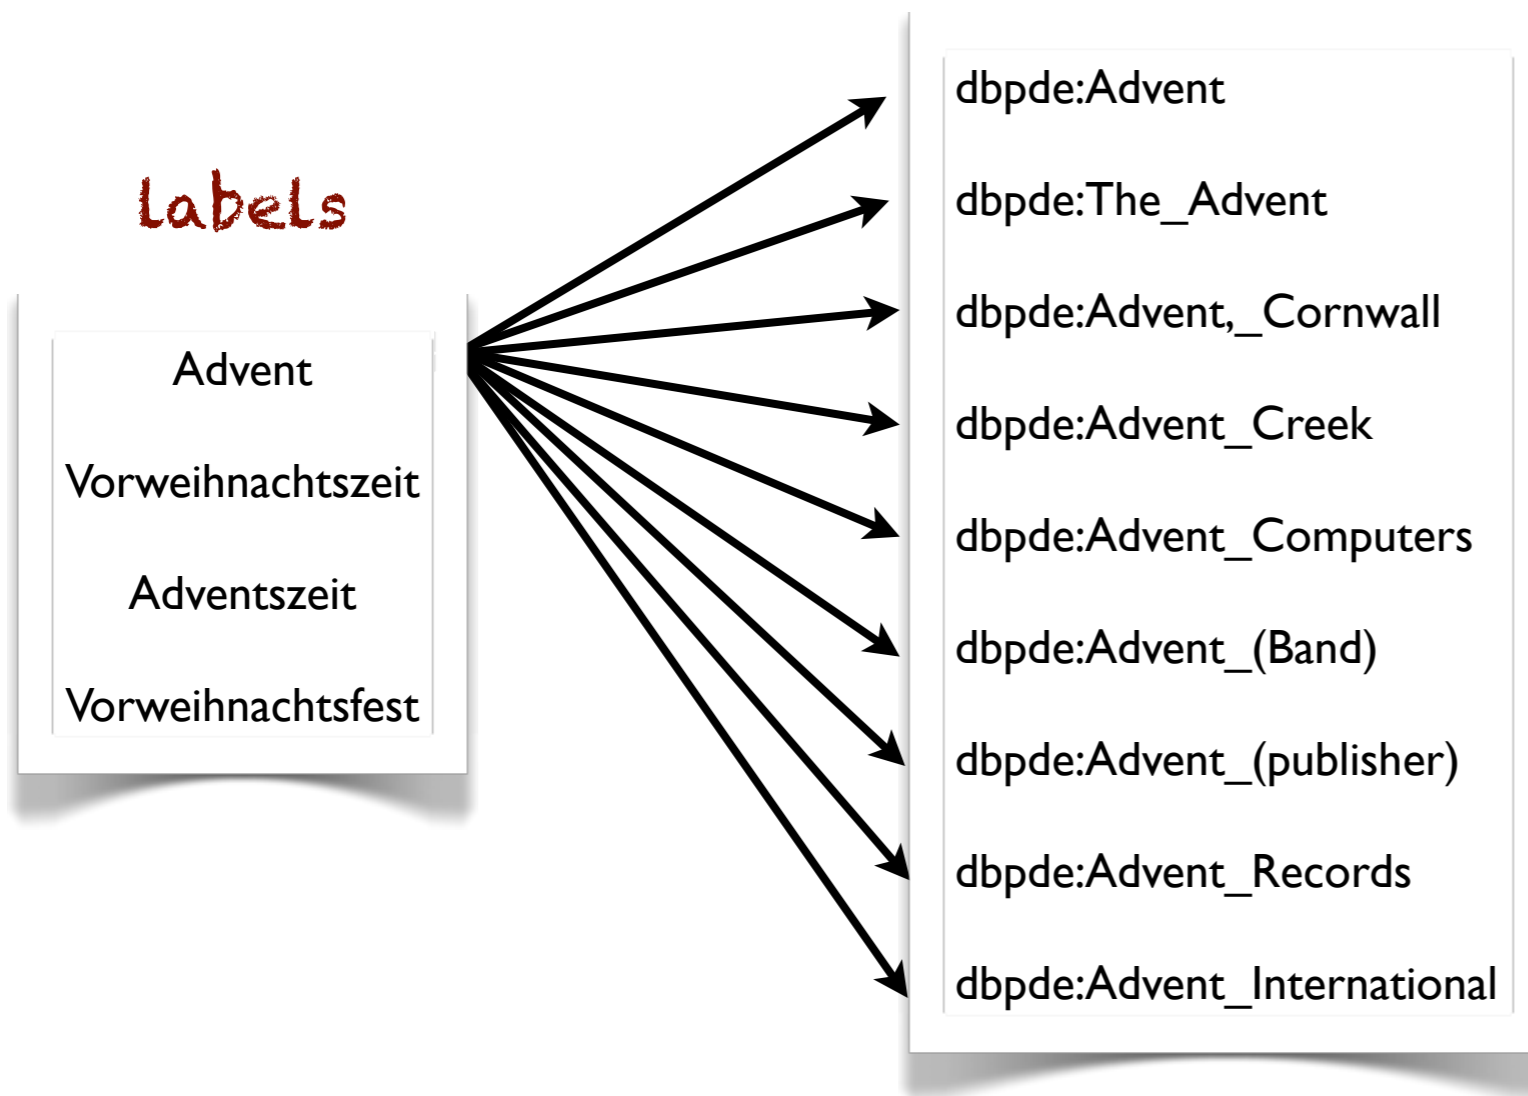 labels
Advent
Vorweihnachtszeit
Adventszeit
Vorweihnachtsfest
dbpde:Advent
dbpde:The_Advent
dbpde:Advent,_Cornwall
dbpde:Advent_Creek
dbpde:Advent_Computers
dbpde:Advent_(Band)
dbpde:Advent_(publisher)
dbpde:Advent_Records
dbpde:Advent_International